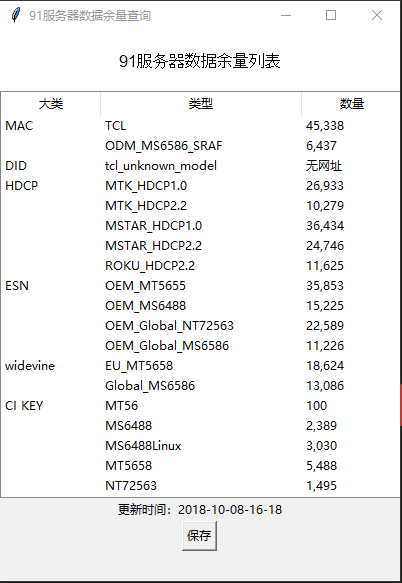 91服务器数据余量查询
91服务器数据余量列表
大类 类型 数量
MAC TCL 45,338
ODM_MS6586_SRAF 6,437
DID tcl_unknown_model 无网址
HDCP MTK_HDCP1.0 26,933
MTK_HDCP2.2 10,279
MSTAR_HDCP1.0 36,434
MSTAR_HDCP2.2 24,746
ROKU_HDCP2.2 11,625
ESN OEM_MT5655 35,853
OEM_MS6488 15,225
OEM_Global_NT72563 22,589
OEM_Global_MS6586 11,226
widevine EU_MT5658 18,624
Global_MS6586 13,086
CI KEY MT56 100
MS6488 2,389
MS6488Linux 3,030
MT5658 5,488
NT72563 1,495
更新时间：2018-10-08-16-18
保存